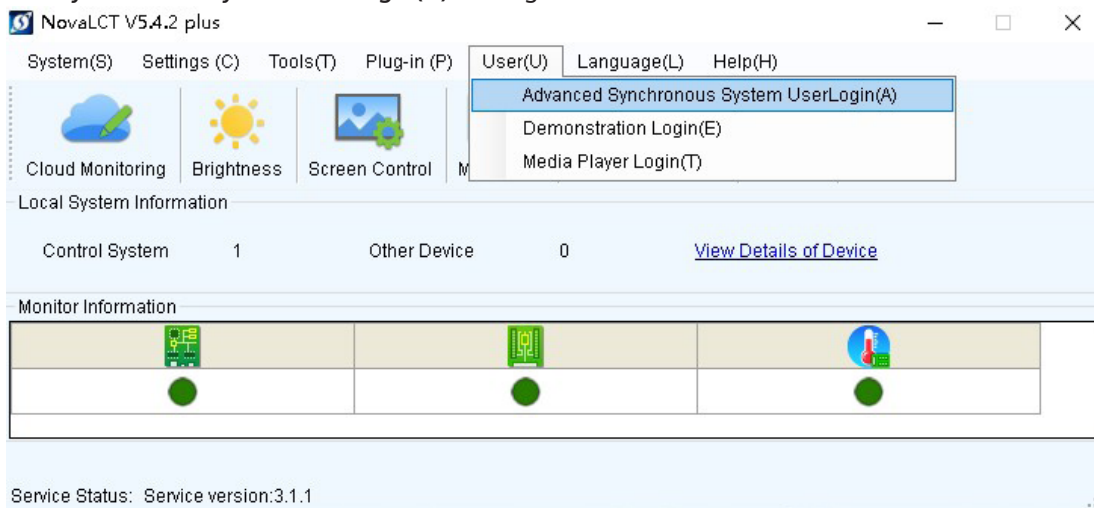 NovaLCT V5.4.2 plus
System(S) Settings (C) Tools(T) Plug-in (P) User(U) Language(L) Help(H)
Advanced Synchronous System UserLogin(A)
Demonstration Login(E)
Media Player Login(T)
Cloud Monitoring Brightness Screen Control
Local System Information
Control System 1 Other Device 0 View Details of Device
Monitor Information
Service Status: Service version:3.1.1